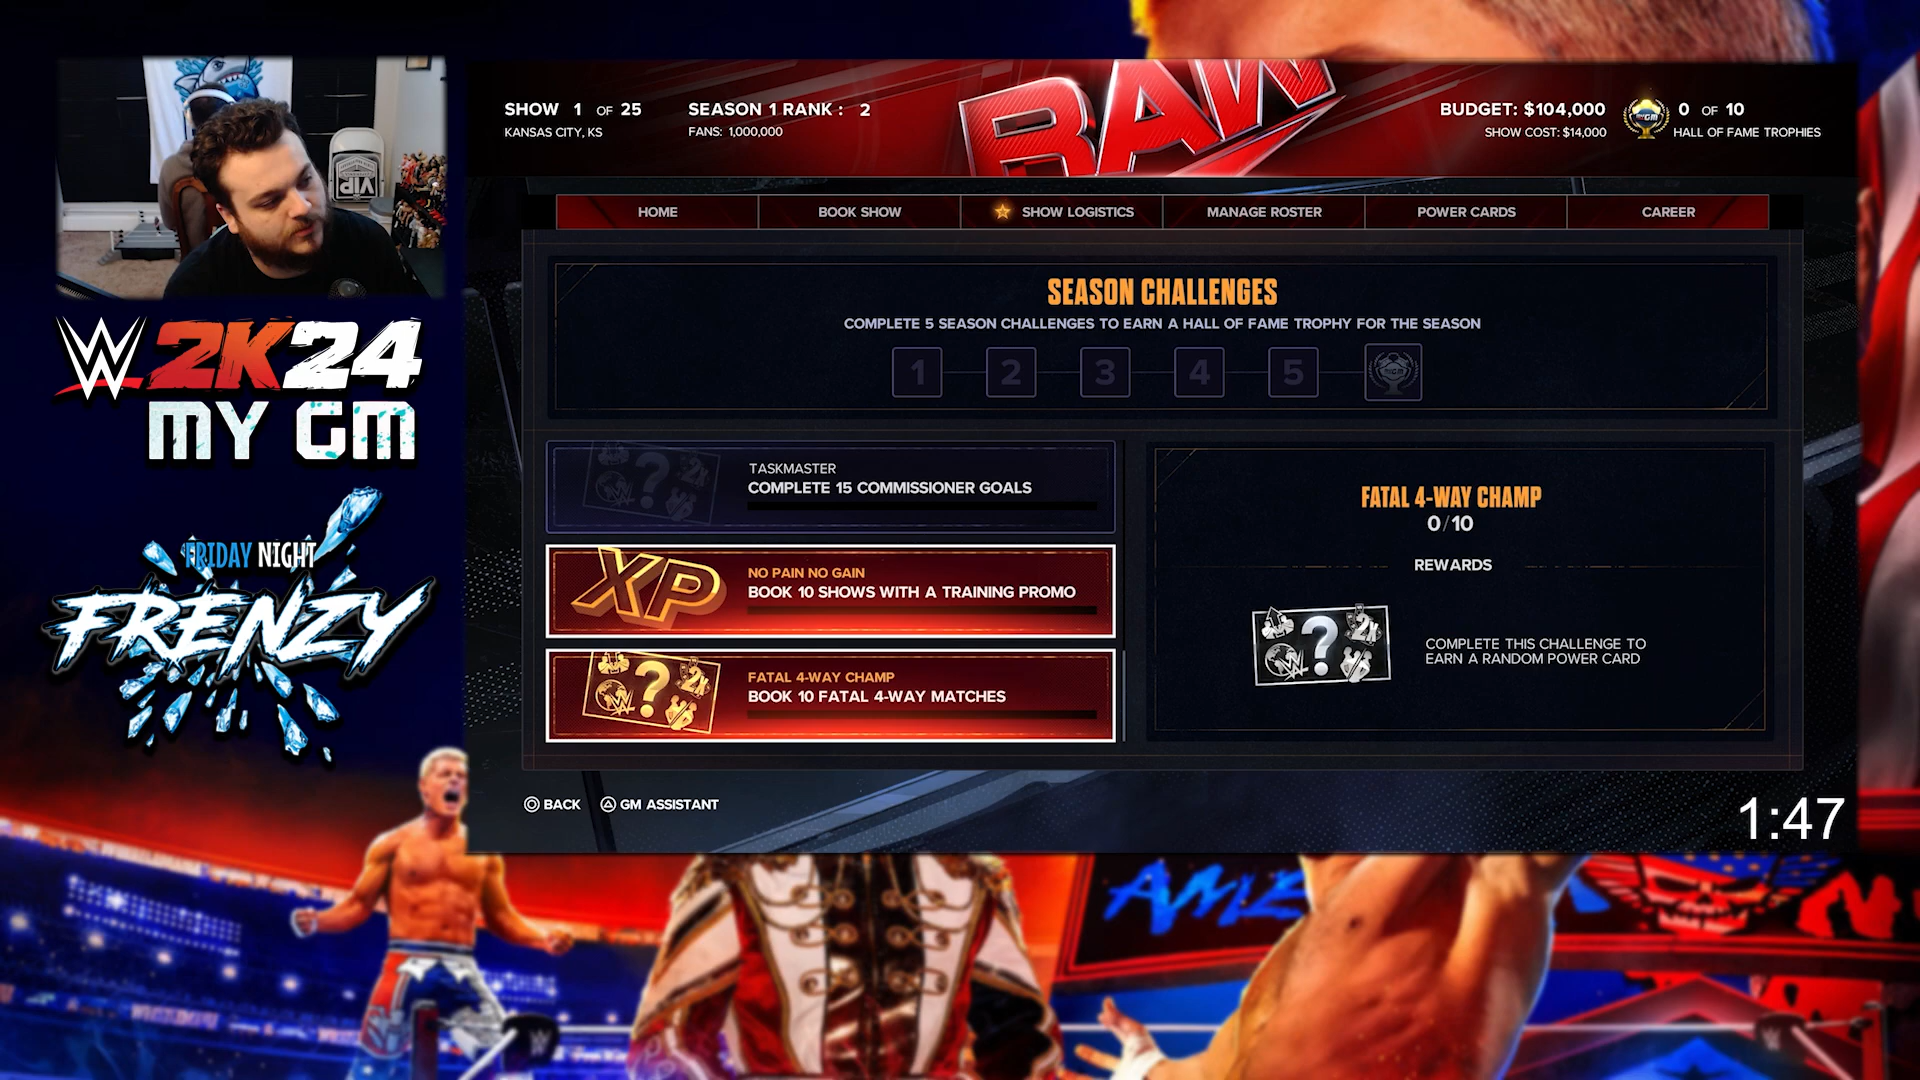 SHOW 1 OF 25
KANSAS CITY, KS
SEASON 1 RANK : 2
FANS: 1,000,000
RAW
BUDGET: $104,000
SHOW COST: $14,000
0 OF 10
HALL OF FAME TROPHIES
HOME
BOOK SHOW
SHOW LOGISTICS
MANAGE ROSTER
POWER CARDS
CAREER
SEASON CHALLENGES
COMPLETE 5 SEASON CHALLENGES TO EARN A HALL OF FAME TROPHY FOR THE SEASON
1 2 3 4 5 MyGM
TASKMASTER
COMPLETE 15 COMMISSIONER GOALS
XP
NO PAIN NO GAIN
BOOK 10 SHOWS WITH A TRAINING PROMO
? 2K
FATAL 4-WAY CHAMP
BOOK 10 FATAL 4-WAY MATCHES
FATAL 4-WAY CHAMP
0/10
REWARDS
? 2K
COMPLETE THIS CHALLENGE TO
EARN A RANDOM POWER CARD
BACK
GM ASSISTANT
1:47
VIP
W 2K24
MY GM
FRIDAY NIGHT
FRENZY
AME
N